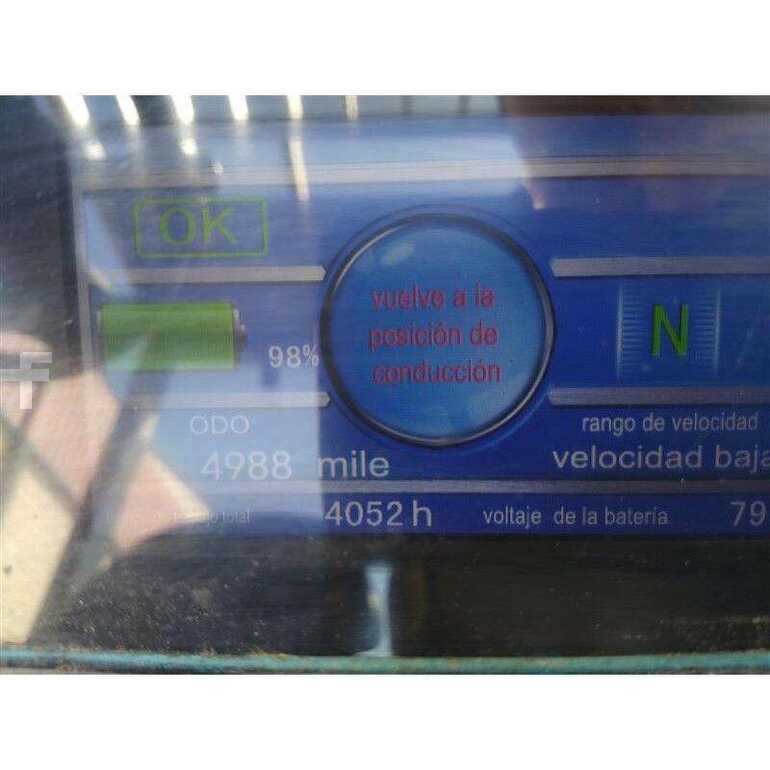 OK
vuelve a la
posición de
conducción
98%
N
ODO
4988 mile
rango de velocidad
velocidad baja
total
4052 h
voltaje de la batería
79